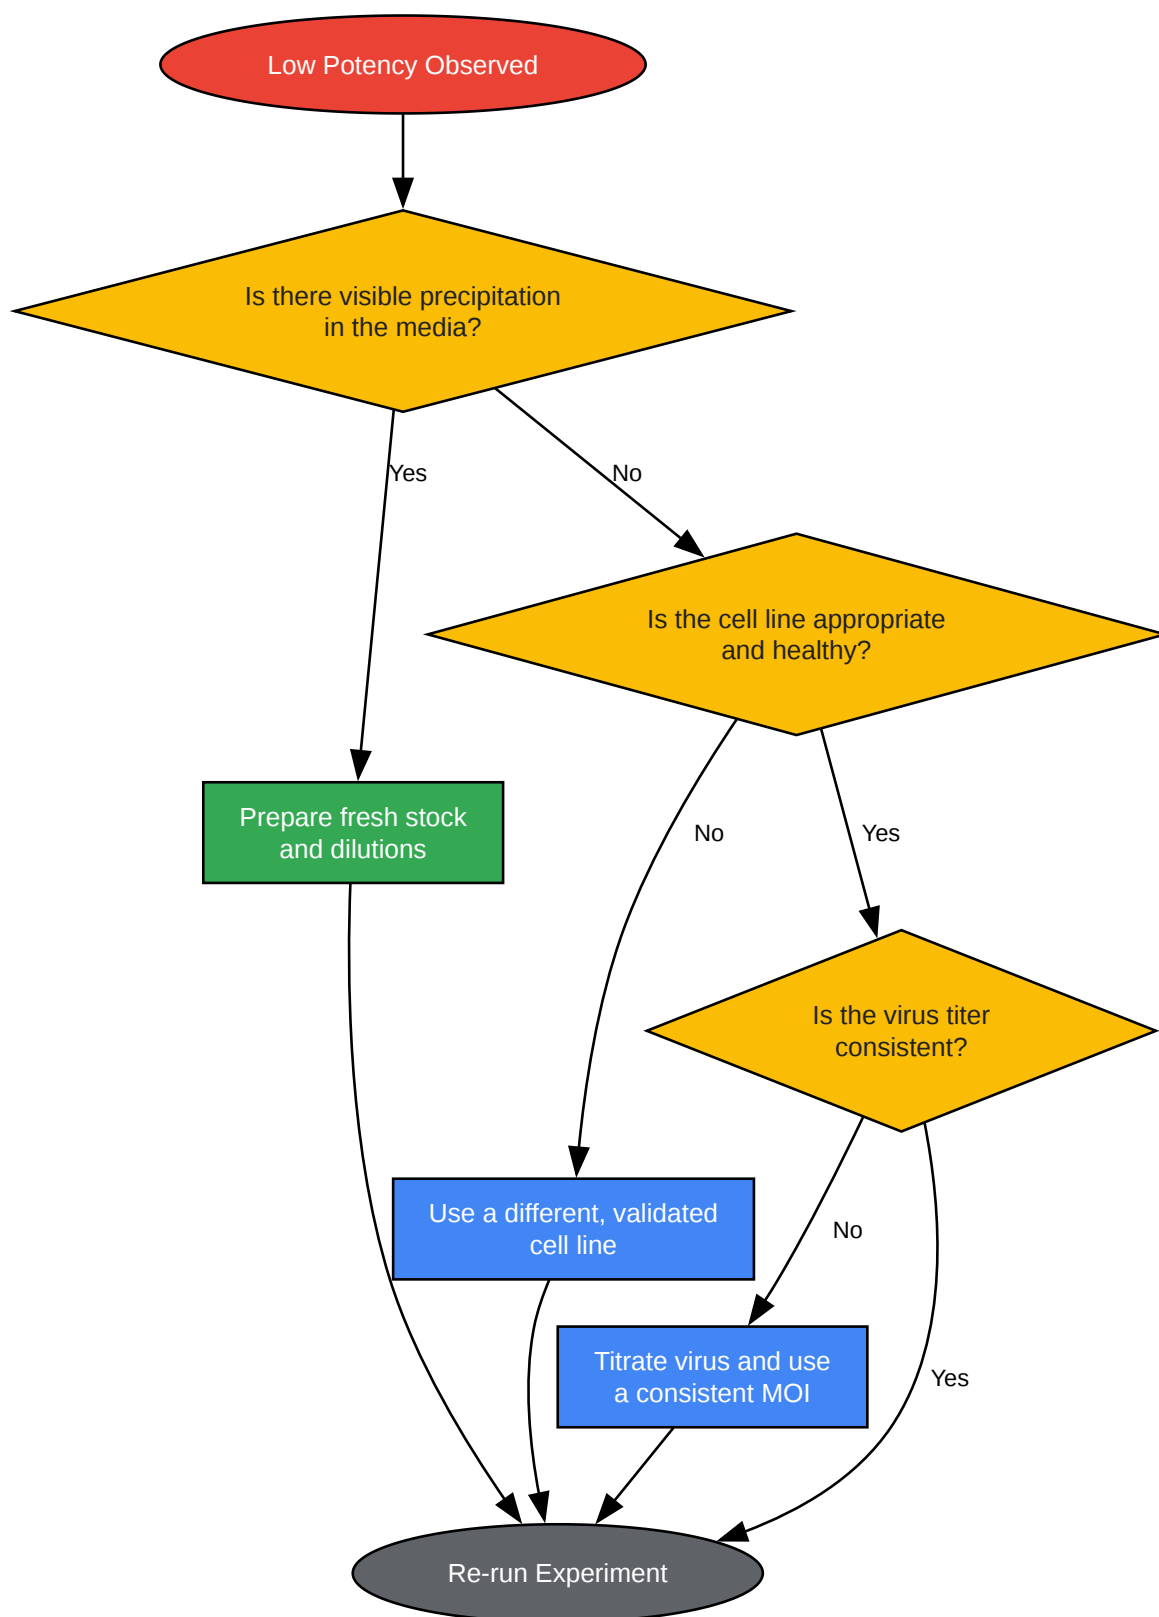 Low Potency Observed
Is there visible precipitation
in the media?
Yes
No
Is the cell line appropriate
and healthy?
Prepare fresh stock
and dilutions
No
Yes
Is the virus titer
consistent?
Use a different, validated
cell line
No
Titrate virus and use
a consistent MOI
Yes
Re-run Experiment